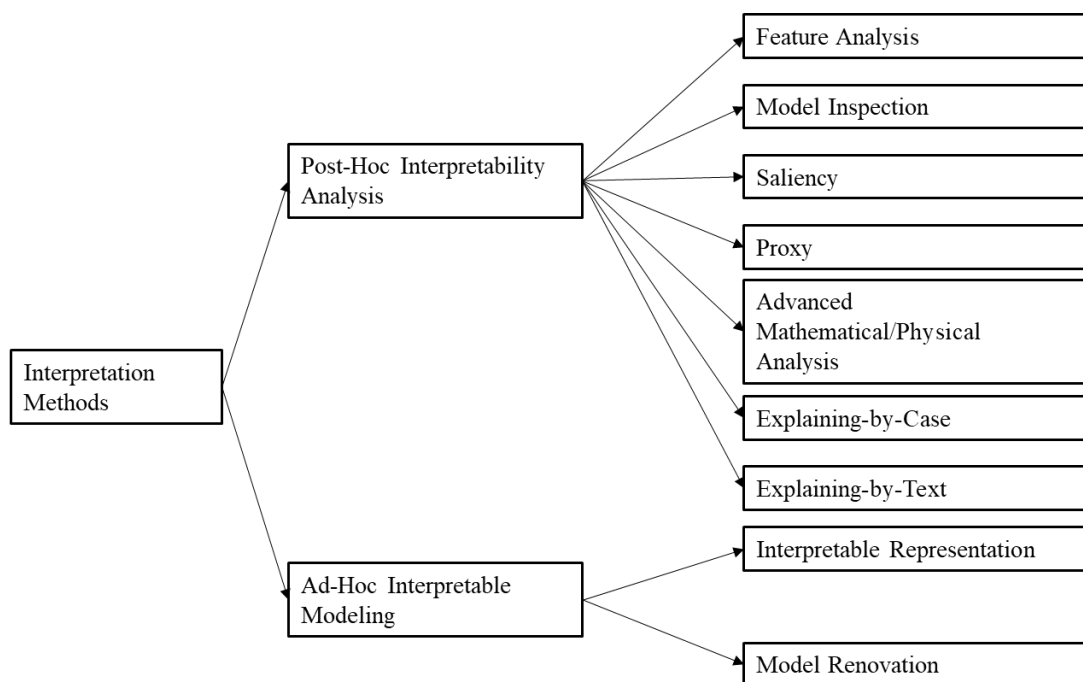 Interpretation
Methods
Post-Hoc Interpretability
Analysis
Feature Analysis
Model Inspection
Saliency
Proxy
Advanced
Mathematical/Physical
Analysis
Explaining-by-Case
Explaining-by-Text
Ad-Hoc Interpretable
Modeling
Interpretable Representation
Model Renovation